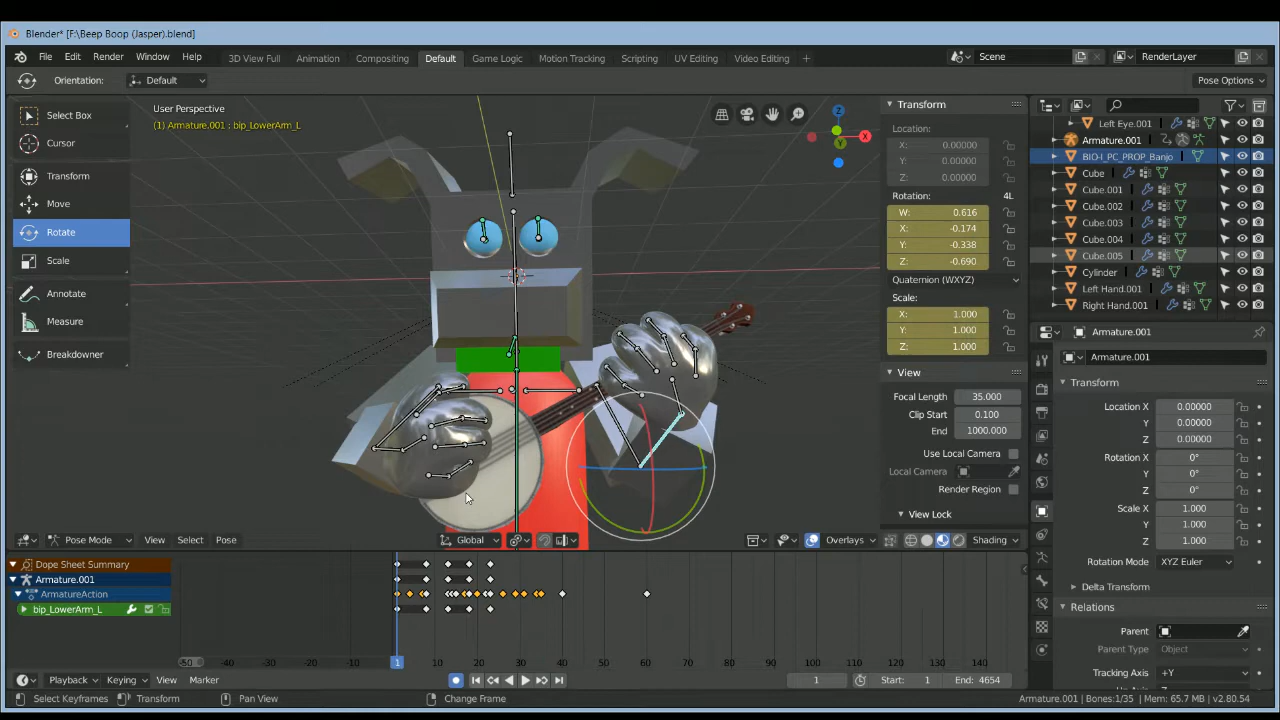 Blender* [F:\Beep Boop (Jasper).blend]
File Edit Render Window Help 3D View Full Animation Compositing Default Game Logic Motion Tracking Scripting UV Editing Video Editing + Scene RenderLayer
Orientation: Default Pose Options
Select Box
Cursor
Transform
Move
Rotate
Scale
Annotate
Measure
Breakdowner
User Perspective
(1) Armature.001 : bip_LowerArm_L
Z
X
Y
Transform
Location:
X: 0.00000
Y: 0.00000
Z: 0.00000
Rotation: 4L
W: 0.616
X: -0.174
Y: -0.338
Z: -0.690
Quaternion (WXYZ)
Scale:
X: 1.000
Y: 1.000
Z: 1.000
View
Focal Length 35.000
Clip Start 0.100
End 1000.000
Use Local Camera
Local Camera
Render Region
View Lock
Left Eye.001
Armature.001
BIO-I_PC_PROP_Banjo
Cube
Cube.001
Cube.002
Cube.003
Cube.004
Cube.005
Cylinder
Left Hand.001
Right Hand.001
Armature.001
Armature.001
Transform
Location X 0.00000
Y 0.00000
Z 0.00000
Rotation X 0°
Y 0°
Z 0°
Scale X 1.000
Y 1.000
Z 1.000
Rotation Mode XYZ Euler
Delta Transform
Relations
Parent
Parent Type Object
Tracking Axis +Y
Pose Mode View Select Pose Global Overlays Shading
Dope Sheet Summary
Armature.001
ArmatureAction
bip_LowerArm_L
-50 -40 -30 -20 -10 1 10 20 30 40 50 60 70 80 90 100 110 120 130 140
Playback Keying View Marker 1 Start: 1 End: 4654
Select Keyframes Transform Pan View Change Frame Armature.001 | Bones:1/35 | Mem: 65.7 MB | v2.80.54